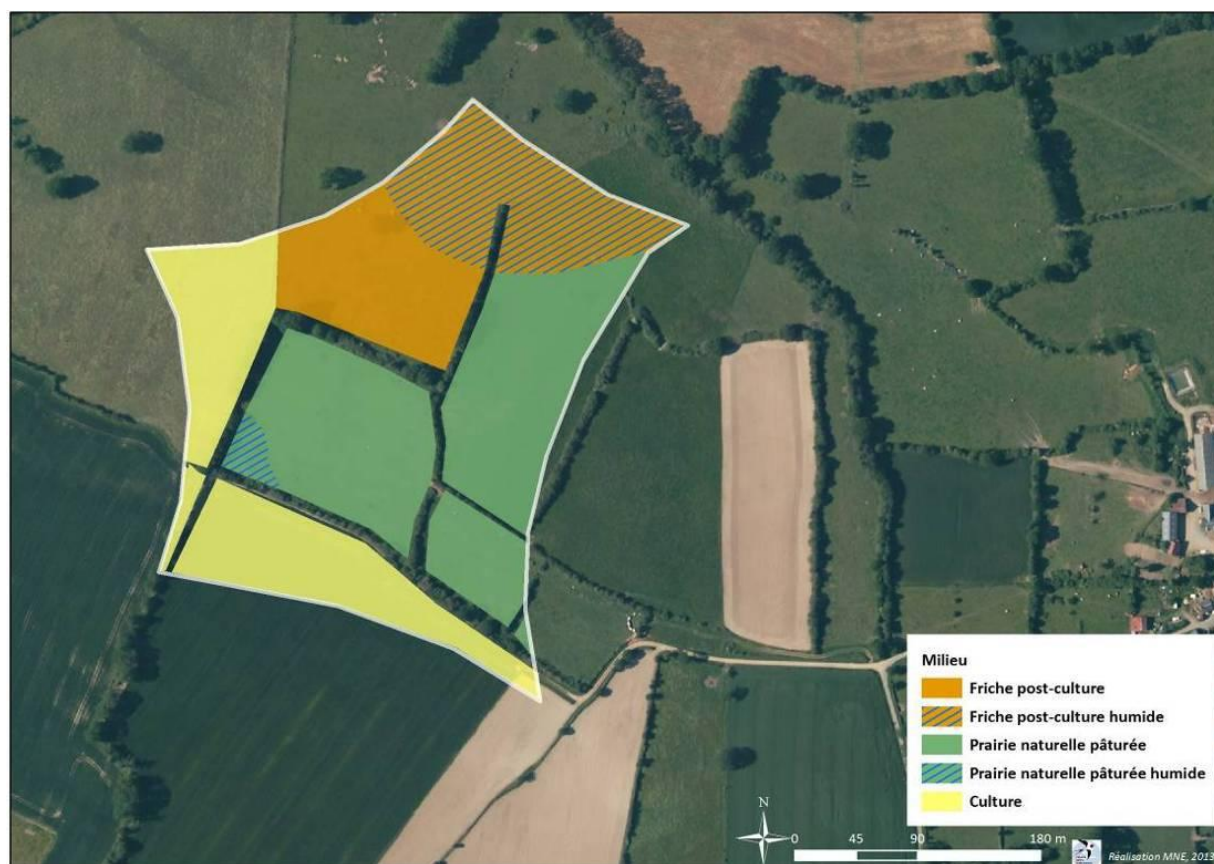 Milieu
Friche post-culture
Friche post-culture humide
Prairie naturelle pâturée
Prairie naturelle pâturée humide
Culture
N
0 45 90 180 m
Réalisation MNE, 2013